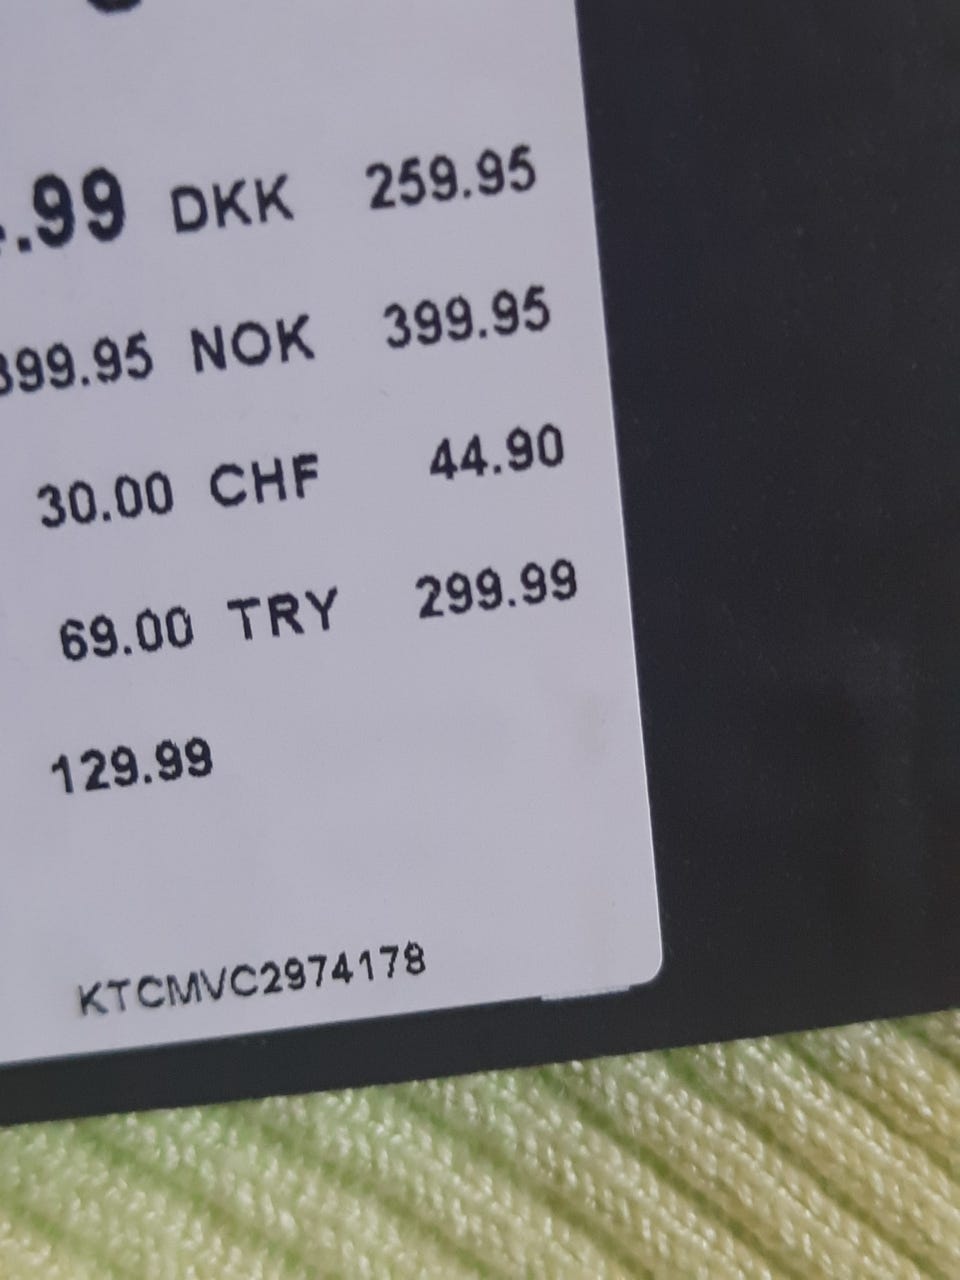 .99 DKK 259.95
399.95 NOK 399.95
30.00 CHF 44.90
69.00 TRY 299.99
129.99
KTCMVC2974178